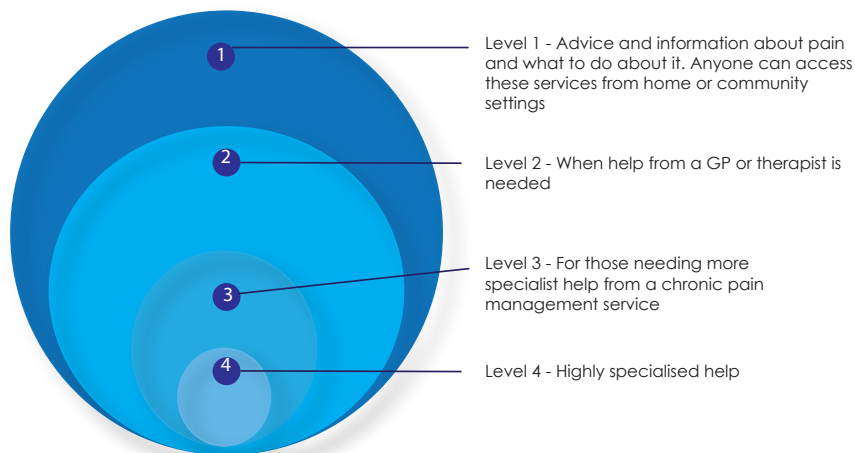 1
Level 1 - Advice and information about pain
and what to do about it. Anyone can access
these services from home or community
settings
2
Level 2 - When help from a GP or therapist is
needed
3
Level 3 - For those needing more
specialist help from a chronic pain
management service
4
Level 4 - Highly specialised help